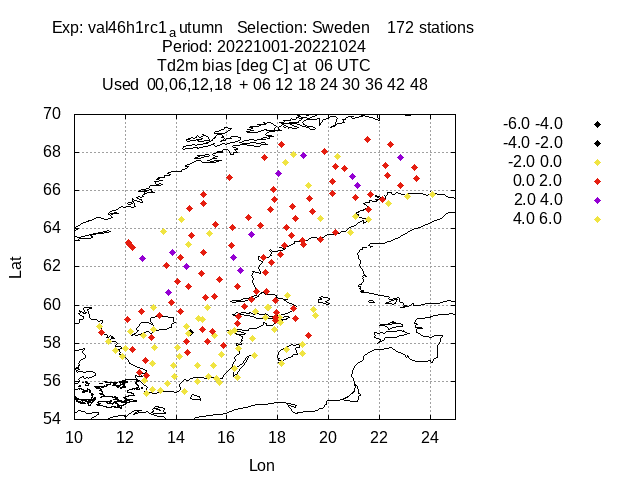 Exp: val46h1rc1autumn Selection: Sweden 172 stations
Period: 20221001-20221024
Td2m bias [deg C] at 06 UTC
Used 00,06,12,18 + 06 12 18 24 30 36 42 48
70
68
66
64
62
60
58
56
54
10 12 14 16 18 20 22 24
Lat
Lon
-6.0 -4.0
-4.0 -2.0
-2.0 0.0
0.0 2.0
2.0 4.0
4.0 6.0